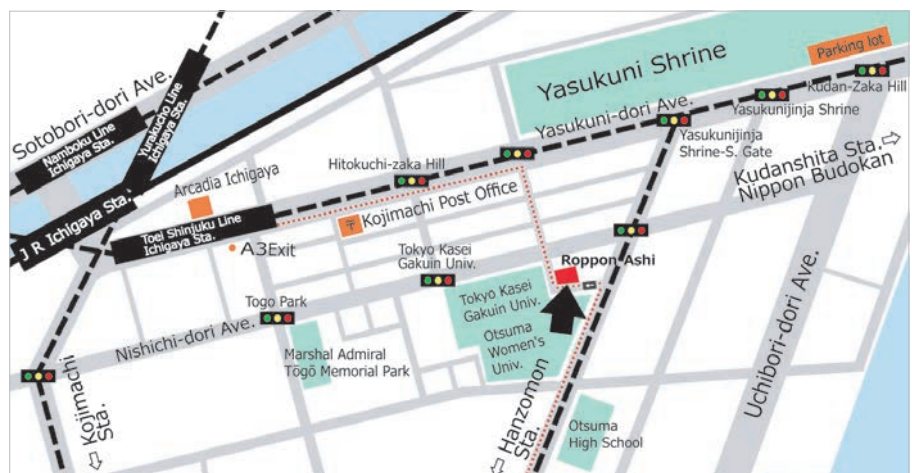 Sotobori-dori Ave.
Namboku Line
Ichigaya Sta.
Yurakucho Line
Ichigaya Sta.
J R Ichigaya Sta.
Toei Shinjuku Line
Ichigaya Sta.
Arcadia Ichigaya
A3Exit
Hitokuchi-zaka Hill
〒
Kojimachi Post Office
Yasukuni Shrine
Parking lot
Yasukuni-dori Ave.
Kudan-Zaka Hill
Yasukunijinja Shrine
Yasukunijinja
Shrine-S. Gate
Kudanshita Sta.⇨
Nippon Budokan
Tokyo Kasei
Gakuin Univ.
Roppon Ashi
←
Tokyo Kasei
Gakuin Univ.
Otsuma
Women's
Univ.
Togo Park
Nishichi-dori Ave.
Marshal Admiral
Tōgō Memorial Park
⇦ Kojimachi
Sta.
⇦ Hanzomon
Sta.
Otsuma
High School
Uchibori-dori Ave.